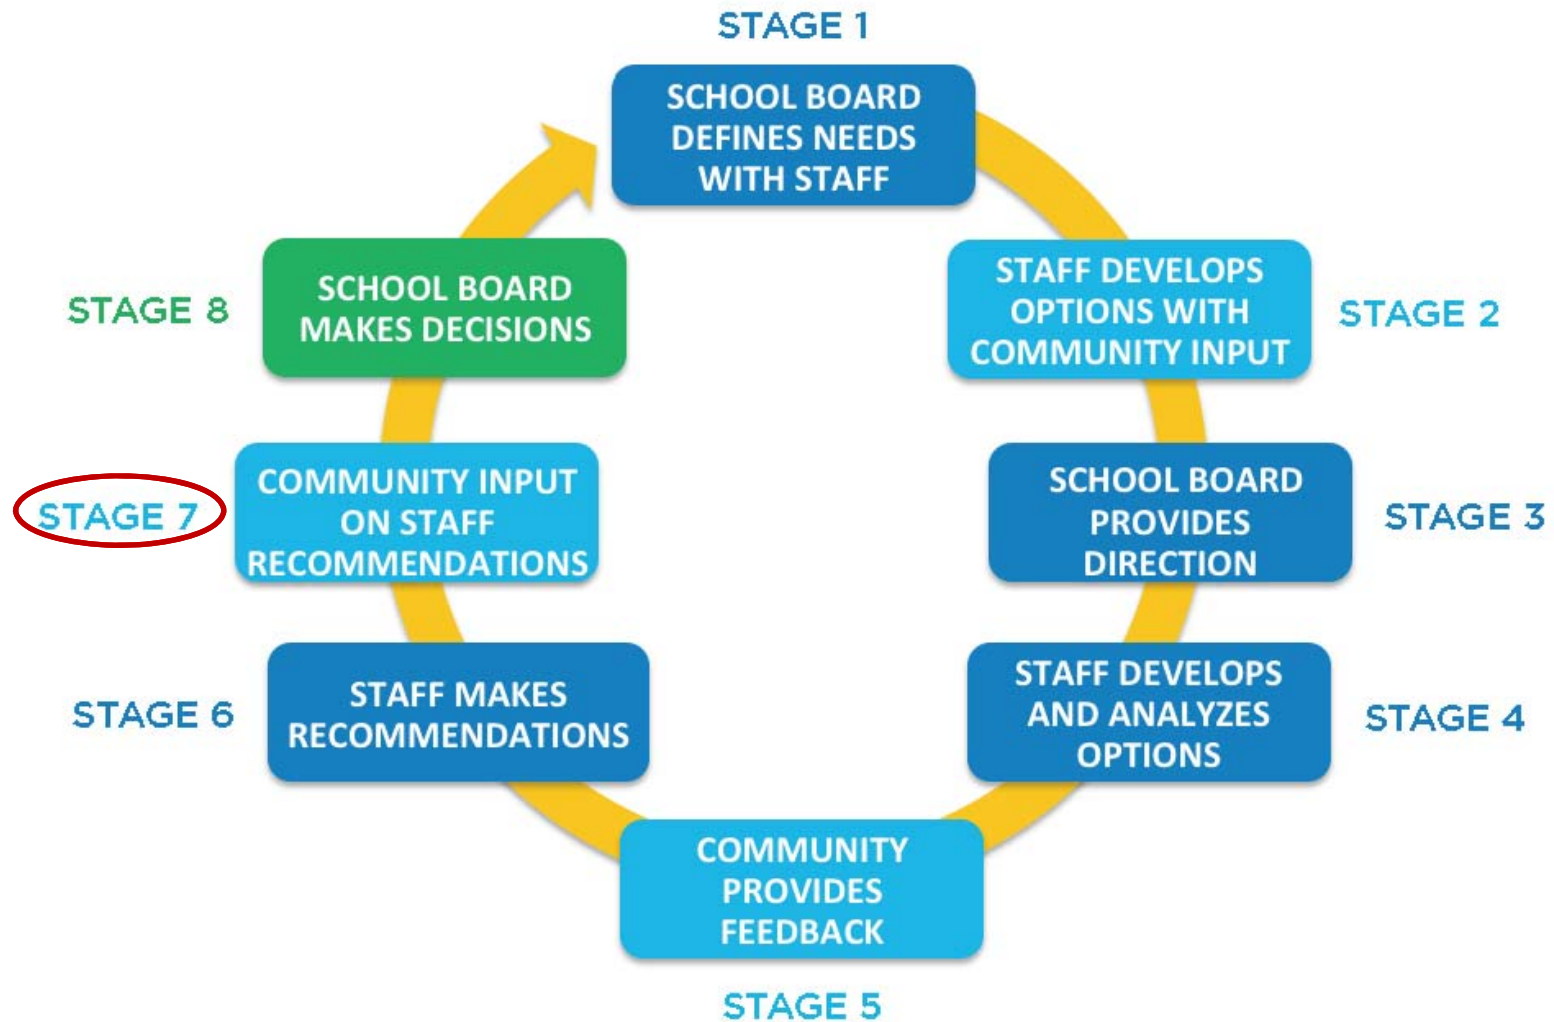 STAGE 1
SCHOOL BOARD
DEFINES NEEDS
WITH STAFF
STAFF DEVELOPS
OPTIONS WITH
COMMUNITY INPUT
STAGE 2
SCHOOL BOARD
PROVIDES
DIRECTION
STAGE 3
STAFF DEVELOPS
AND ANALYZES
OPTIONS
STAGE 4
COMMUNITY
PROVIDES
FEEDBACK
STAGE 5
STAGE 6
STAFF MAKES
RECOMMENDATIONS
STAGE 7
COMMUNITY INPUT
ON STAFF
RECOMMENDATIONS
STAGE 8
SCHOOL BOARD
MAKES DECISIONS